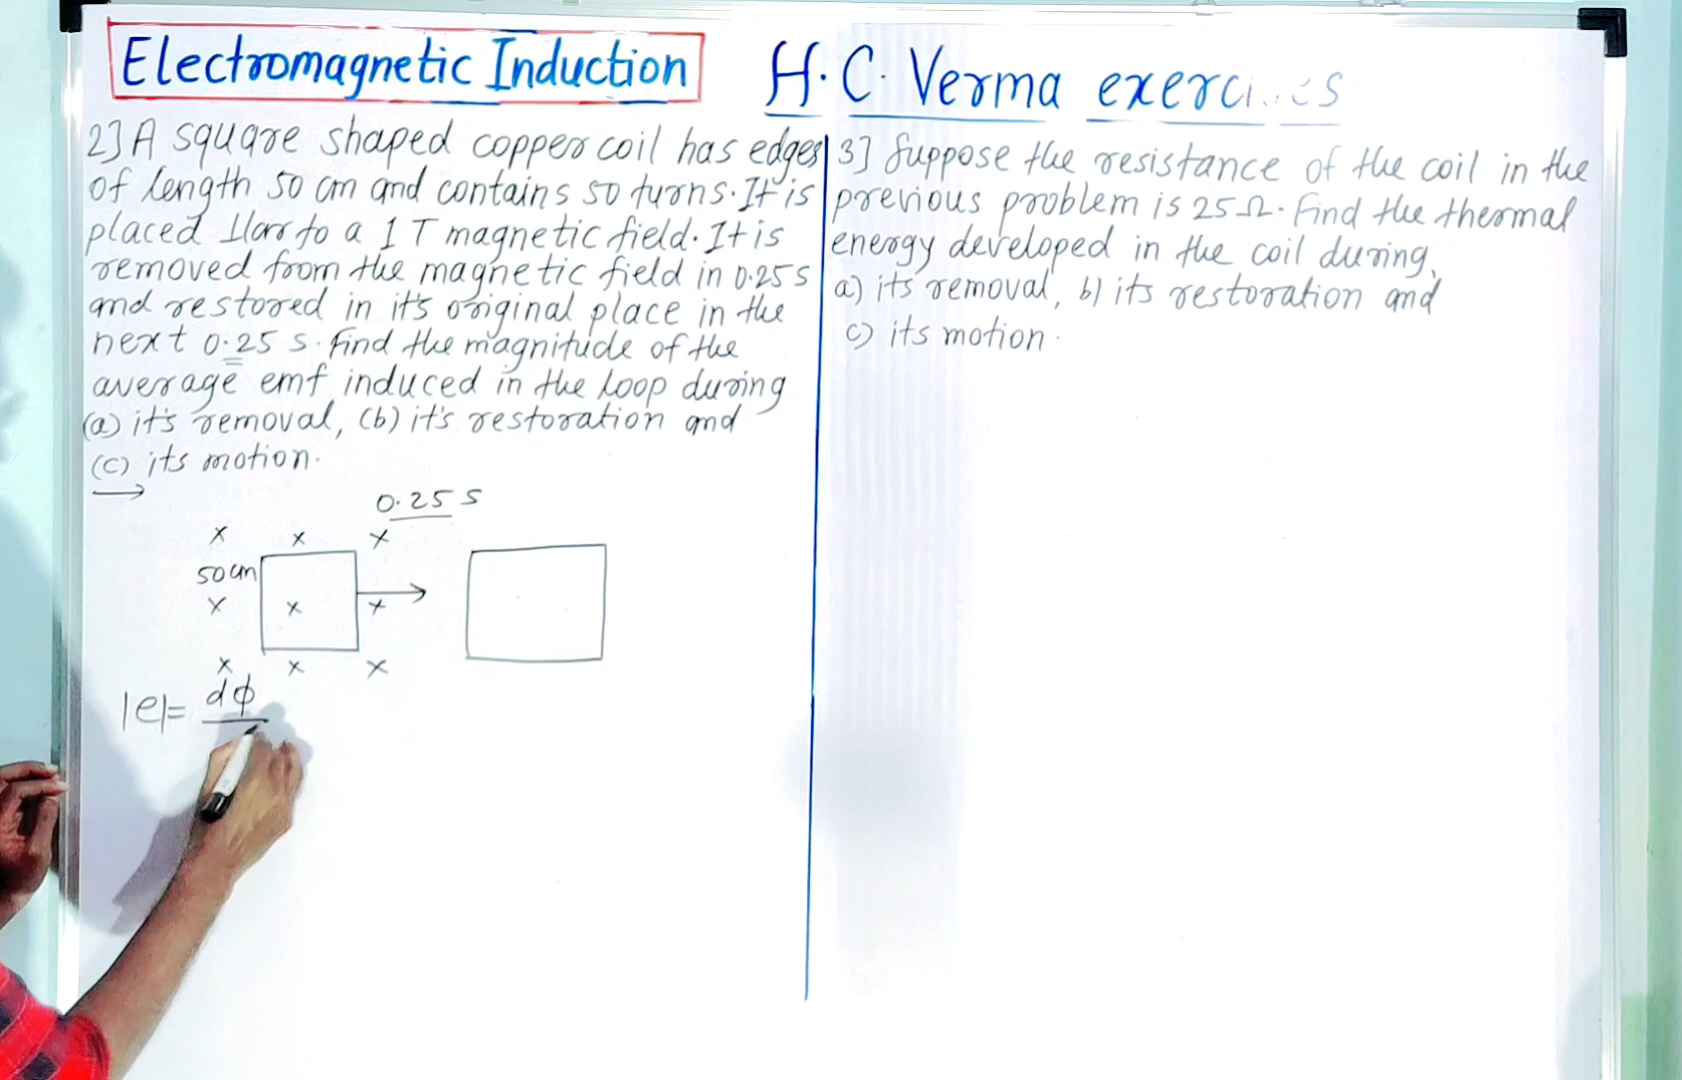 Electromagnetic Induction
H. C. Verma
2] A square shaped copper coil has edges
of length 50 cm and contains 50 turns. It is
placed ⊥lar to a 1 T magnetic field. It is
removed from the magnetic field in 0.25 s
and restored in it's original place in the
next 0.25 s. find the magnitude of the
average emf induced in the loop during
(a) it's removal, (b) it's restoration and
(c) its motion.
0.25 s
x x x
50 cm
x x x
x x x
|e| = dϕ
3] Suppose the resistance of the coil in the
previous problem is 25 Ω. Find the thermal
energy developed in the coil during,
a) its removal, b) its restoration and
c) its motion.